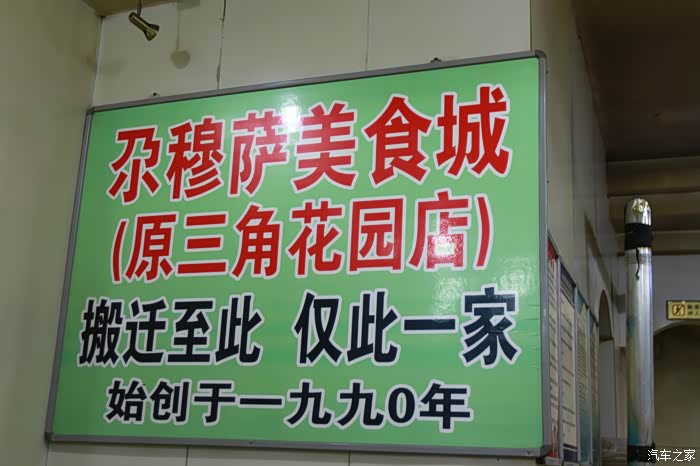 尕穆萨美食城
(原三角花园店)
搬迁至此 仅此一家
始创于一九九0年
汽车之家